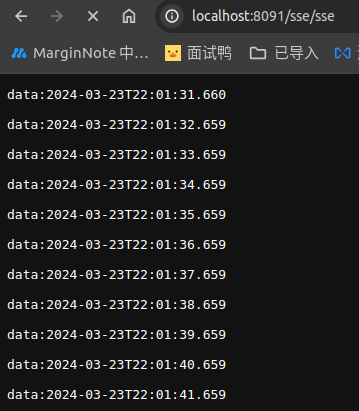 localhost:8091/sse/sse
MarginNote 中... 面试鸭 已导入
data:2024-03-23T22:01:31.660
data:2024-03-23T22:01:32.659
data:2024-03-23T22:01:33.659
data:2024-03-23T22:01:34.659
data:2024-03-23T22:01:35.659
data:2024-03-23T22:01:36.659
data:2024-03-23T22:01:37.659
data:2024-03-23T22:01:38.659
data:2024-03-23T22:01:39.659
data:2024-03-23T22:01:40.659
data:2024-03-23T22:01:41.659